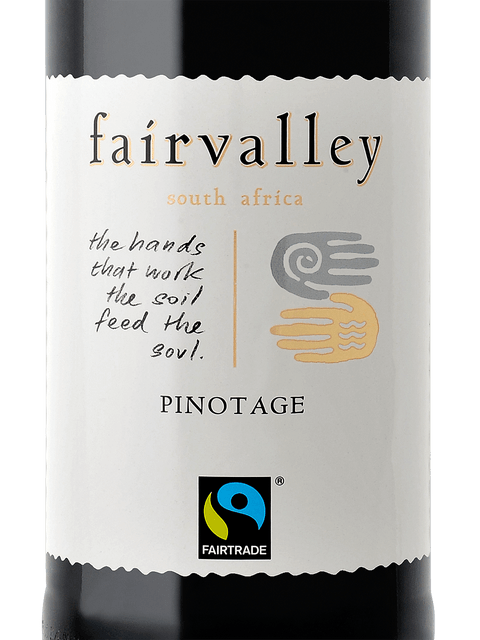 fairvalley
south africa
the hands
that work
the soil
feed the
soul.
PINOTAGE
®
FAIRTRADE